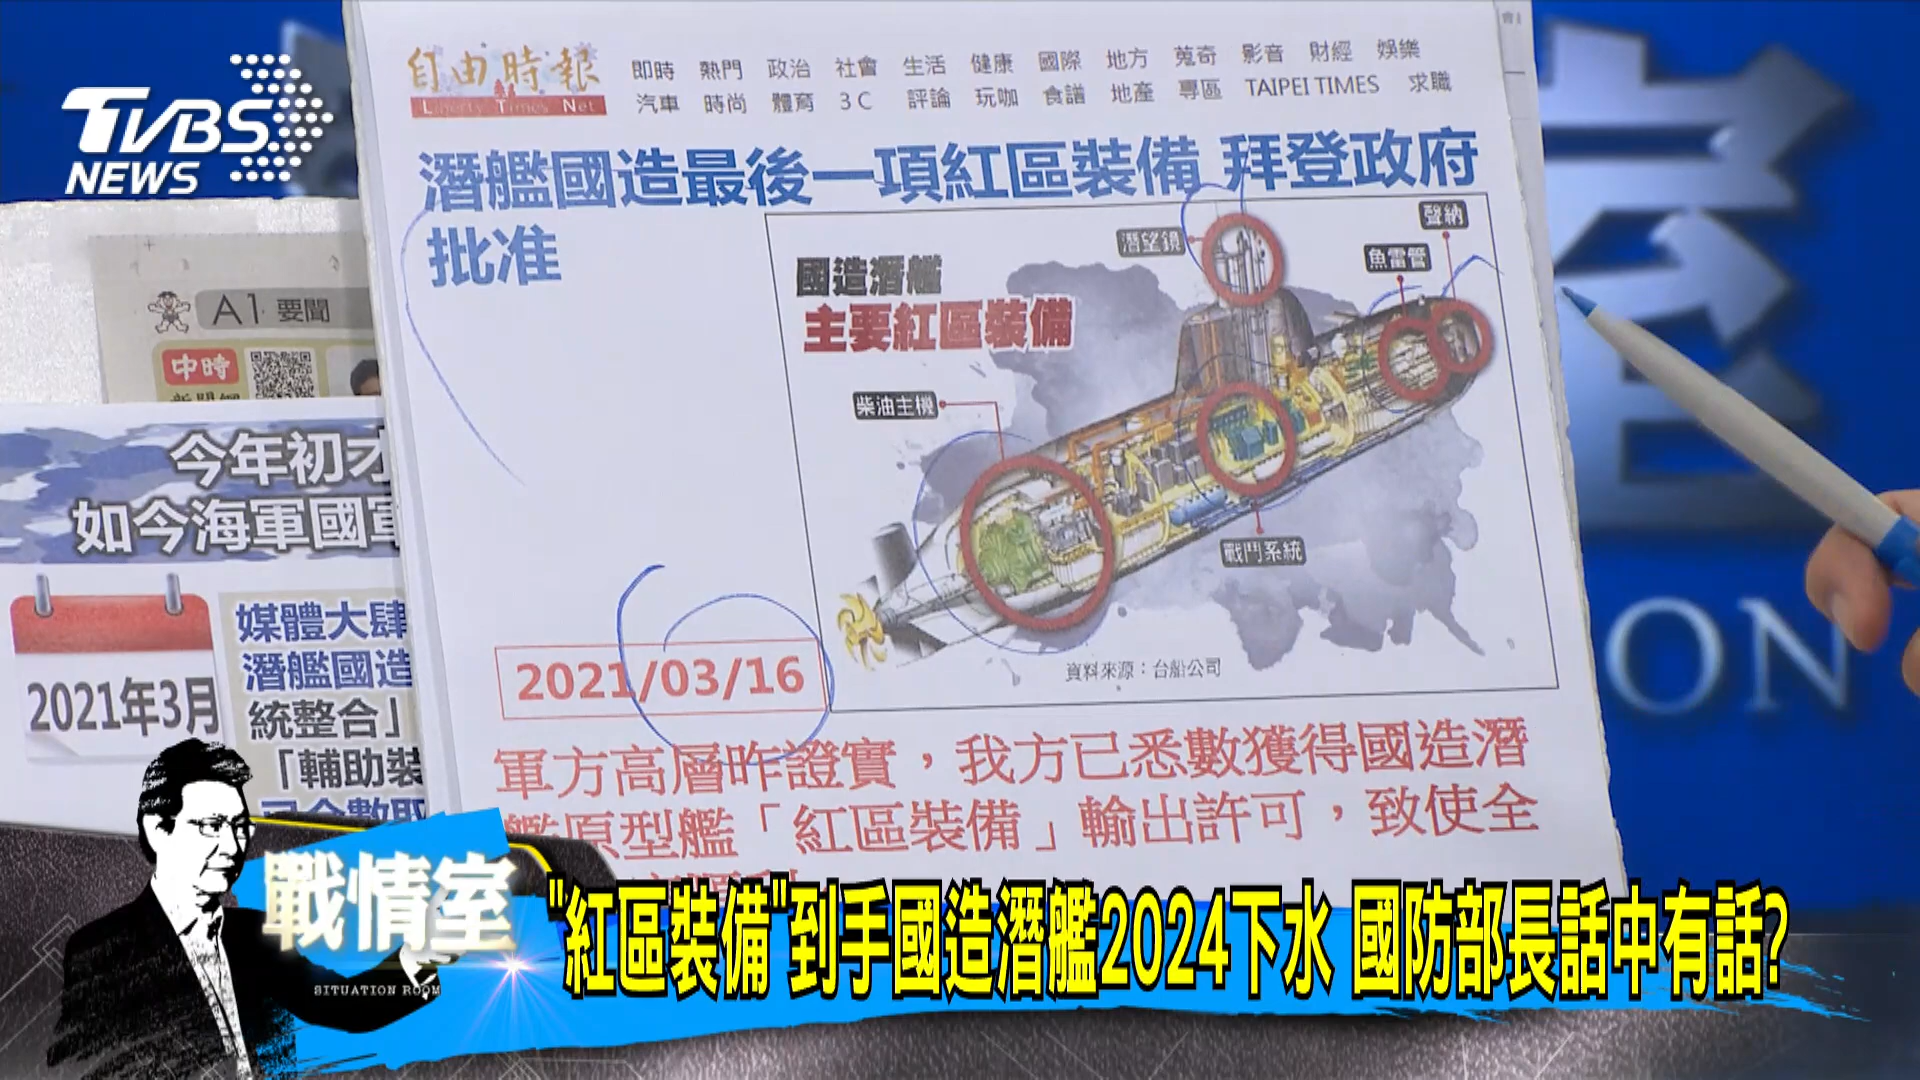 TVBS
NEWS
自由時報
Liberty Times Net
即時 熱門 政治 社會 生活 健康 國際 地方 蒐奇 影音 財經 娛樂
汽車 時尚 體育 3C 評論 玩咖 食譜 地產 專區 TAIPEI TIMES 求職
潛艦國造最後一項紅區裝備 拜登政府
批准
國造潛艦
主要紅區裝備
潛望鏡
魚雷管
聲納
柴油主機
戰鬥系統
資料來源：台船公司
2021/03/16
軍方高層昨證實，我方已悉數獲得國造潛
艦原型艦「紅區裝備」輸出許可，致使全
A1 要聞
中時
今年初才
如今海軍國軍
2021年3月
媒體大肆
潛艦國造
統整合」
「輔助裝
已全數取
ON
戰情室
SITUATION ROOM
"紅區裝備"到手國造潛艦2024下水 國防部長話中有話?